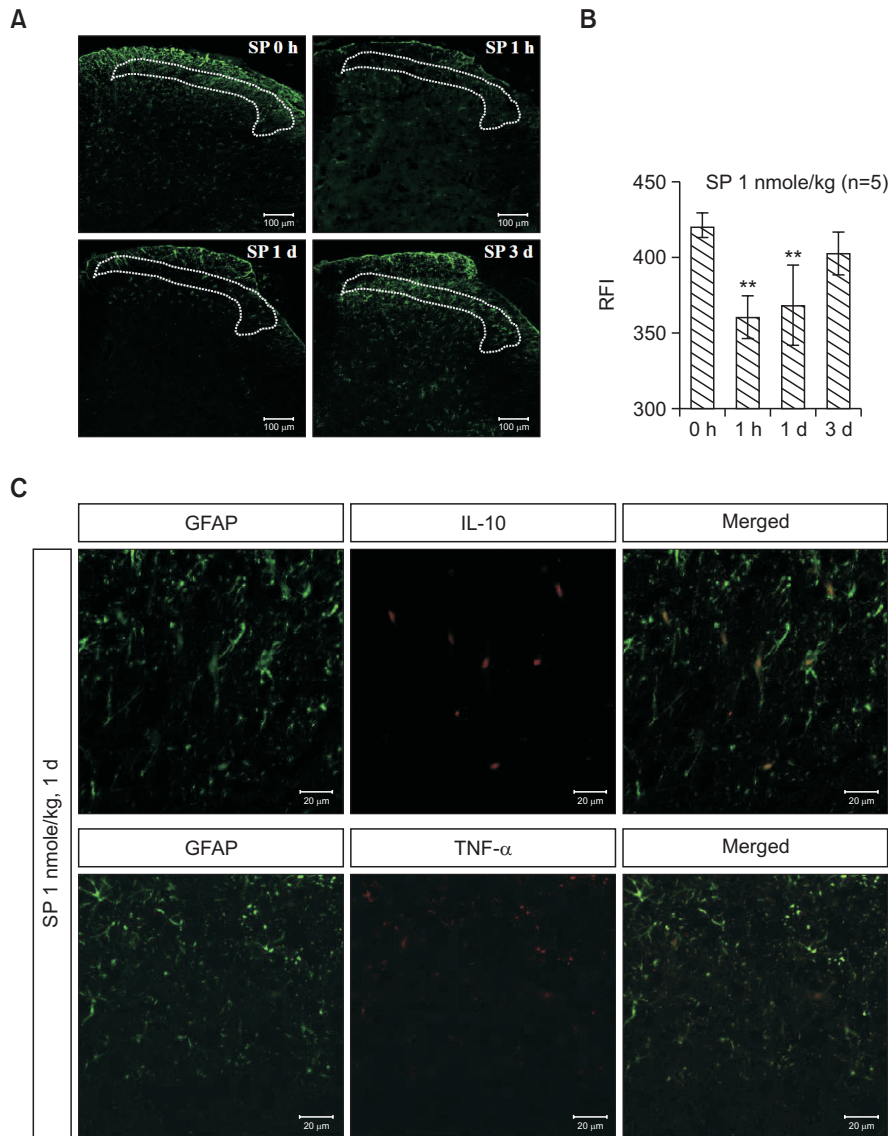 A
SP 0 h
SP 1 h
100 µm
100 µm
SP 1 d
SP 3 d
100 µm
100 µm
B
SP 1 nmole/kg (n=5)
450
400
350
300
RFI
**
**
0 h 1 h 1 d 3 d
C
SP 1 nmole/kg, 1 d
GFAP
IL-10
Merged
20 µm
20 µm
20 µm
GFAP
TNF-α
Merged
20 µm
20 µm
20 µm